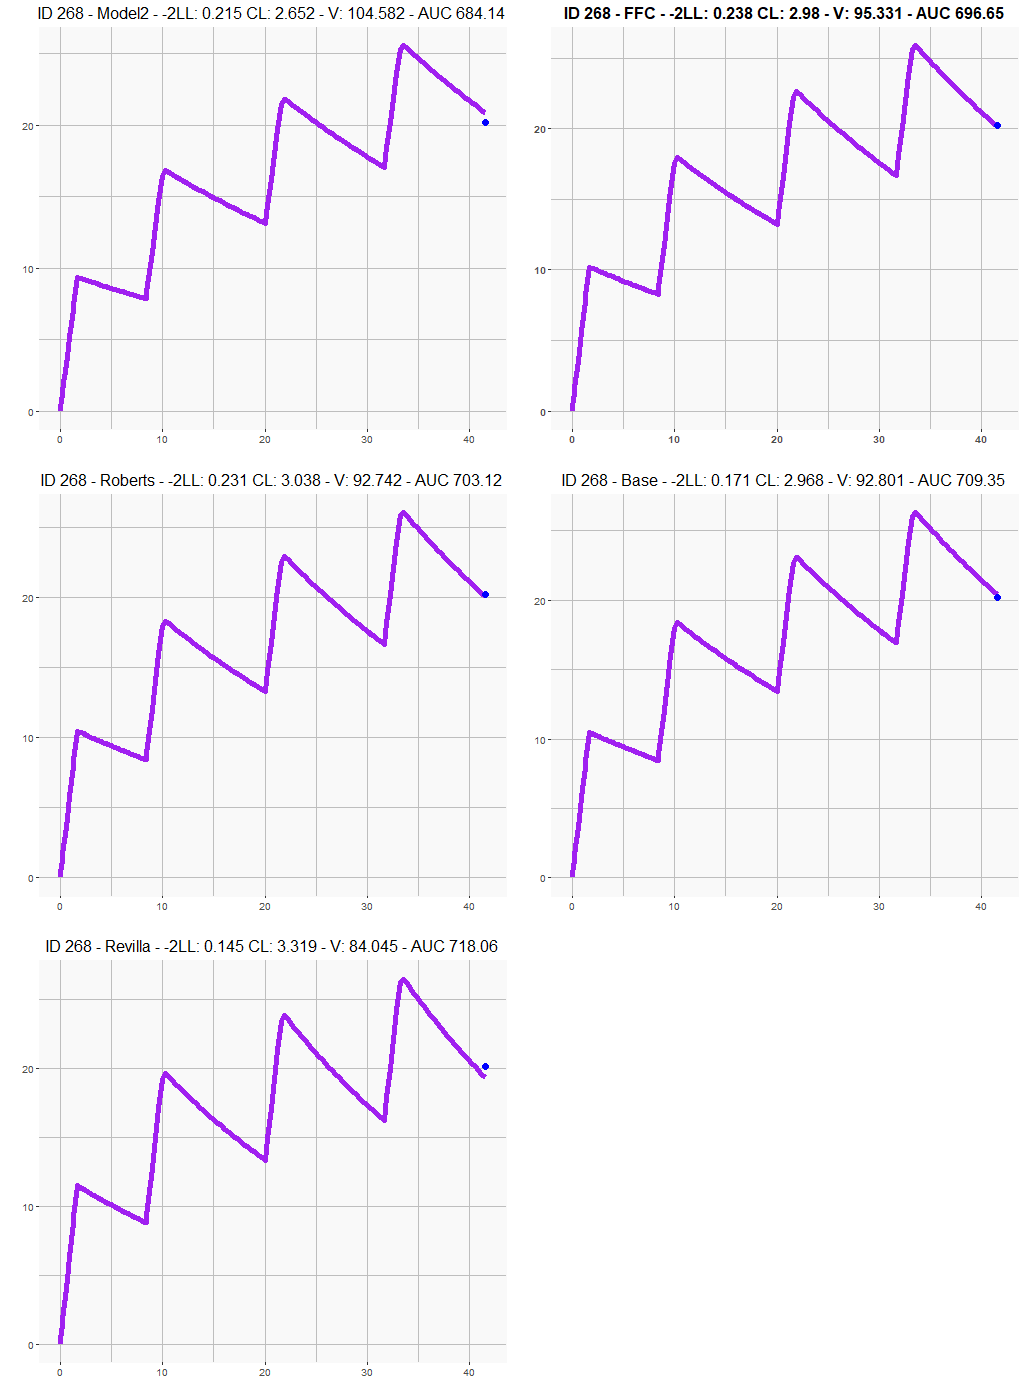 ID 268 - Model2 - -2LL: 0.215 CL: 2.652 - V: 104.582 - AUC 684.14
20
10
0
0 10 20 30 40
ID 268 - FFC - -2LL: 0.238 CL: 2.98 - V: 95.331 - AUC 696.65
20
10
0
0 10 20 30 40
ID 268 - Roberts - -2LL: 0.231 CL: 3.038 - V: 92.742 - AUC 703.12
20
10
0
0 10 20 30 40
ID 268 - Base - -2LL: 0.171 CL: 2.968 - V: 92.801 - AUC 709.35
20
10
0
0 10 20 30 40
ID 268 - Revilla - -2LL: 0.145 CL: 3.319 - V: 84.045 - AUC 718.06
20
10
0
0 10 20 30 40